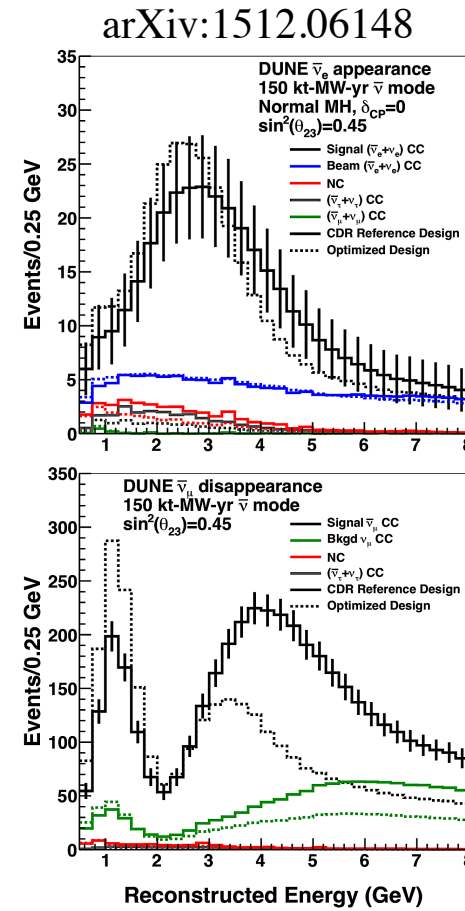 arXiv:1512.06148
35
30
25
20
15
10
5
0
Events/0.25 GeV
DUNE ν̅e appearance
150 kt-MW-yr ν̅ mode
Normal MH, δCP=0
sin²(θ23)=0.45
Signal (ν̅e+νe) CC
Beam (ν̅e+νe) CC
NC
(ν̅τ+ντ) CC
(ν̅μ+νμ) CC
CDR Reference Design
Optimized Design
1 2 3 4 5 6 7 8
350
300
250
200
150
100
50
0
Events/0.25 GeV
DUNE ν̅μ disappearance
150 kt-MW-yr ν̅ mode
sin²(θ23)=0.45
Signal ν̅μ CC
Bkgd νμ CC
NC
(ν̅τ+ντ) CC
CDR Reference Design
Optimized Design
1 2 3 4 5 6 7 8
Reconstructed Energy (GeV)